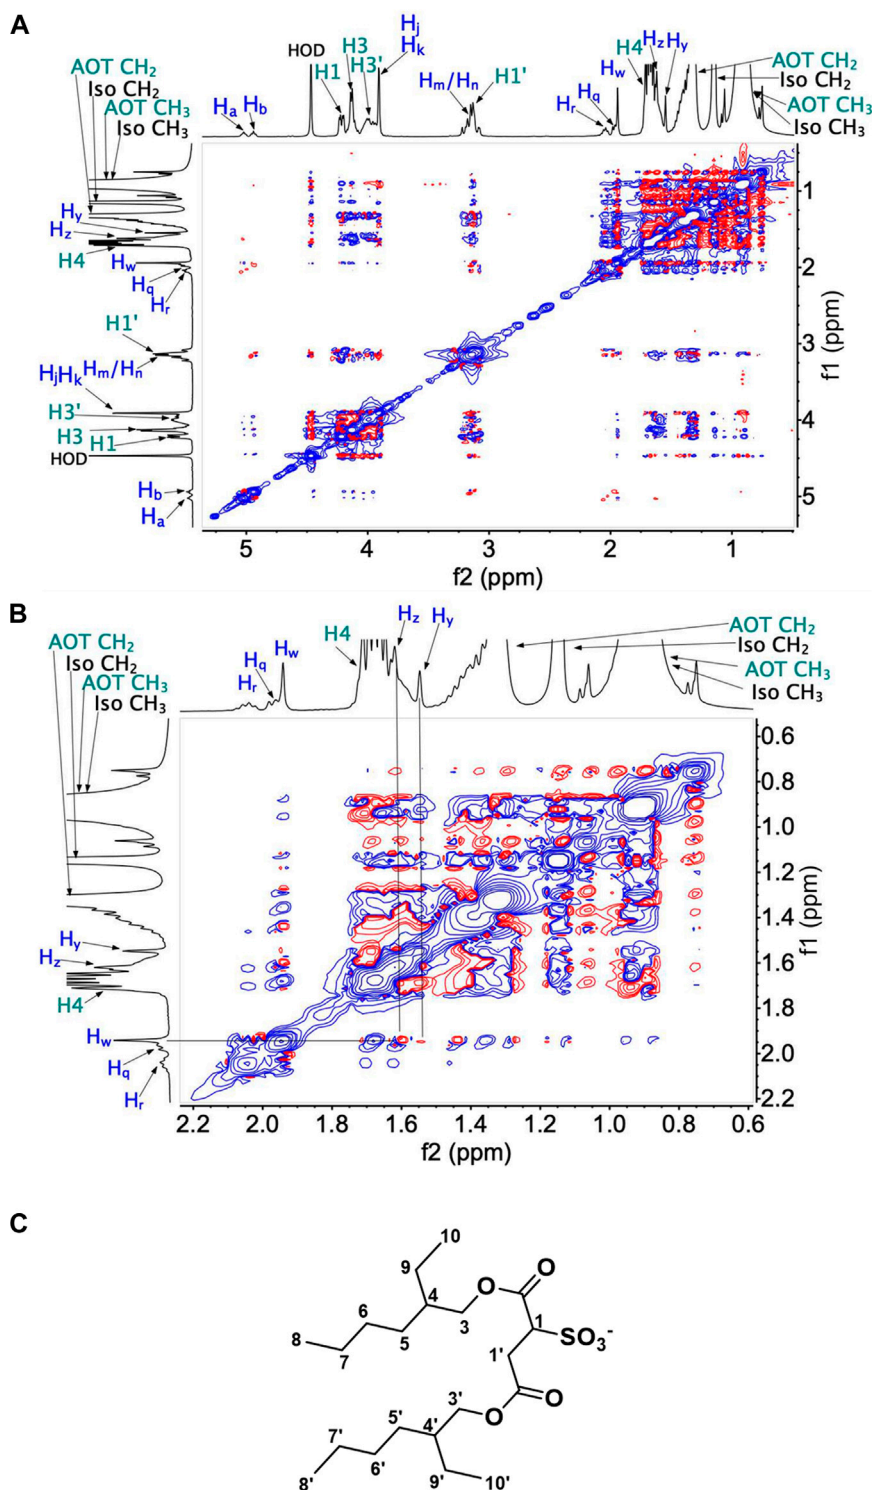 A
HOD
H1
H3
H3'
Hj
Hk
Hm/Hn
H1'
Hr
Hq
Hw
H4
Hz
Hy
AOT CH2
Iso CH2
AOT CH3
Iso CH3
Ha
Hb
AOT CH2
Iso CH2
AOT CH3
Iso CH3
Hy
Hz
H4
Hw
Hq
Hr
H1'
HjHk
Hm/Hn
H3'
H3
H1
HOD
Hb
Ha
1
2
3
4
5
f1 (ppm)
5 4 3 2 1
f2 (ppm)
B
AOT CH2
Iso CH2
AOT CH3
Iso CH3
Hr
Hq
Hw
H4
Hz
Hy
AOT CH2
Iso CH2
AOT CH3
Iso CH3
Hy
Hz
H4
Hw
Hq
Hr
0.6
0.8
1.0
1.2
1.4
1.6
1.8
2.0
2.2
f1 (ppm)
2.2 2.0 1.8 1.6 1.4 1.2 1.0 0.8 0.6
f2 (ppm)
C
10
9
O
O
4
6
1
SO3-
8
3
5
7
1'
3'
O
O
5'
4'
7'
6'
8'
9'
10'